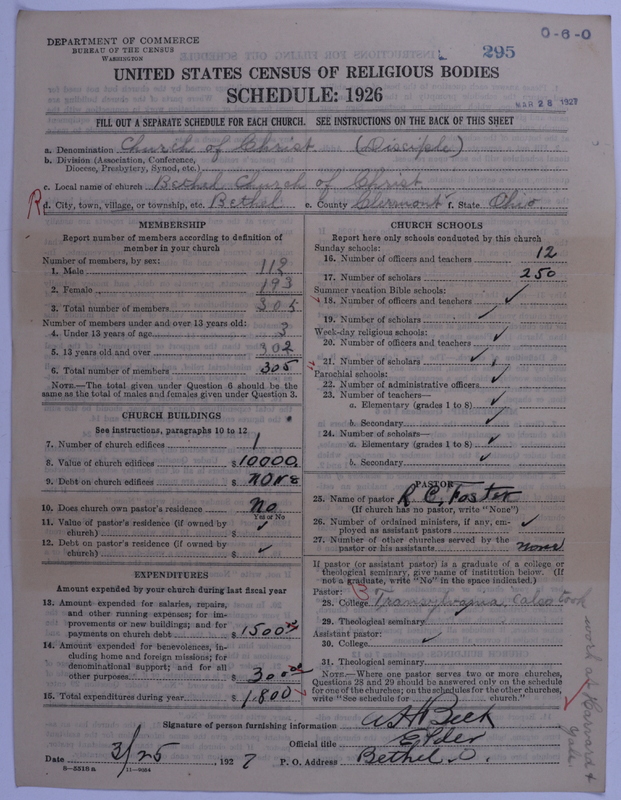 0-6-0
DEPARTMENT OF COMMERCE
BUREAU OF THE CENSUS
WASHINGTON
295
UNITED STATES CENSUS OF RELIGIOUS BODIES
SCHEDULE: 1926
MAR 28 1927
FILL OUT A SEPARATE SCHEDULE FOR EACH CHURCH. SEE INSTRUCTIONS ON THE BACK OF THIS SHEET
a. Denomination Church of Christ (Disciple)
b. Division (Association, Conference,
Diocese, Presbytery, Synod, etc.)
c. Local name of church Bethel Church of Christ
R d. City, town, village, or township, etc. Bethel e. County Clermont f. State Ohio
MEMBERSHIP
Report number of members according to definition of
member in your church
Number of members, by sex:
1. Male 112
2. Female 193
3. Total number of members 305
Number of members under and over 13 years old:
4. Under 13 years of age 3
5. 13 years old and over 302
6. Total number of members 305
NOTE.—The total given under Question 6 should be the
same as the total of males and females given under Question 3.
CHURCH BUILDINGS
See instructions, paragraphs 10 to 12
7. Number of church edifices 1
8. Value of church edifices $10000.
9. Debt on church edifices $ NONE
10. Does church own pastor's residence No
Yes or No
11. Value of pastor's residence (if owned by
church) $ ✓
12. Debt on pastor's residence (if owned by
church) $ ✓
EXPENDITURES
Amount expended by your church during last fiscal year
13. Amount expended for salaries, repairs,
and other running expenses; for im-
provements or new buildings; and for
payments on church debt $ 1500 00
14. Amount expended for benevolences, in-
cluding home and foreign missions; for
denominational support; and for all
other purposes $ 300 00
15. Total expenditures during year $ 1,800
CHURCH SCHOOLS
Report here only schools conducted by this church
Sunday schools:
16. Number of officers and teachers 12
17. Number of scholars 250
Summer vacation Bible schools:
18. Number of officers and teachers ✓
19. Number of scholars ✓
Week-day religious schools:
20. Number of officers and teachers ✓
21. Number of scholars ✓
Parochial schools:
22. Number of administrative officers ✓
23. Number of teachers—
a. Elementary (grades 1 to 8) ✓
b. Secondary ✓
24. Number of scholars—
a. Elementary (grades 1 to 8) ✓
b. Secondary ✓
PASTOR
25. Name of pastor R. C. Foster
(If church has no pastor, write "None")
26. Number of ordained ministers, if any, em-
ployed as assistant pastors ✓
27. Number of other churches served by the
pastor or his assistants none
If pastor (or assistant pastor) is a graduate of a college or
theological seminary, give name of institution below. (If
not a graduate, write "No" in the space indicated.)
Pastor:
28. College Transylvania (also took
work at Harvard &
Yale.
29. Theological seminary ✓
Assistant pastor:
30. College ✓
31. Theological seminary
NOTE.—Where one pastor serves two or more churches,
Questions 28 and 29 should be answered only on the schedule
for one of the churches; on the schedules for the other churches,
write "See schedule for church."
Signature of person furnishing information A H Beck
Official title Elder
Date 3/25 1927 P. O. Address Bethel O.
8—5518a 11—9054